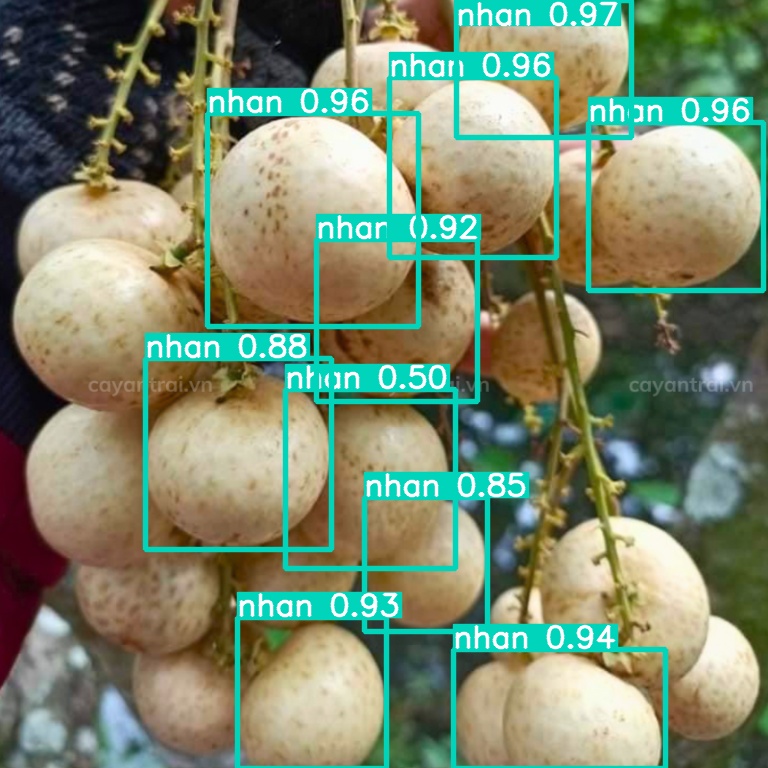 nhan 0.97
nhan 0.96
nhan 0.96
nhan 0.96
nhan 0.92
nhan 0.88
nhan 0.50
cayantrai.vn
.vn
cayantrai.vn
nhan 0.85
nhan 0.93
nhan 0.94